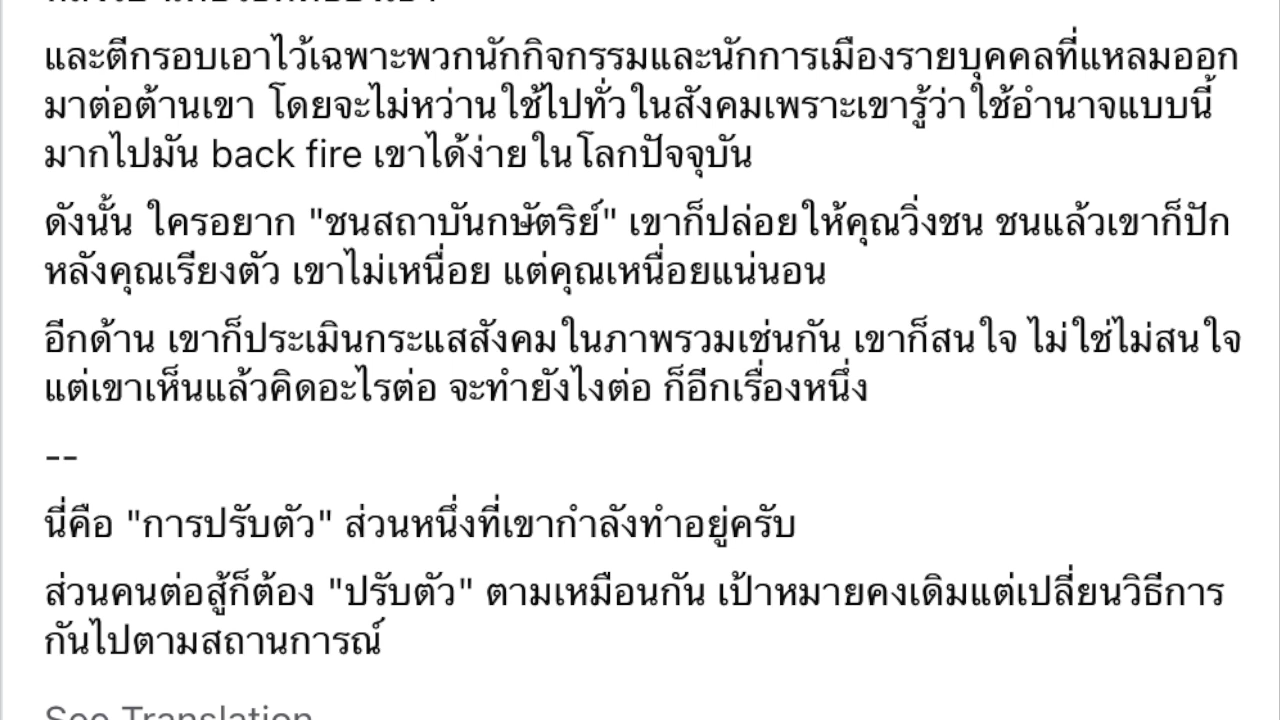 และตีกรอบเอาไว้เฉพาะพวกนักกิจกรรมและนักการเมืองรายบุคคลที่แหลมออก
มาต่อต้านเขา โดยจะไม่หว่านใช้ไปทั่วในสังคมเพราะเขารู้ว่าใช้อำนาจแบบนี้
มากไปมัน back fire เขาได้ง่ายในโลกปัจจุบัน
ดังนั้น ใครอยาก "ชนสถาบันกษัตริย์" เขาก็ปล่อยให้คุณวิ่งชน ชนแล้วเขาก็ปัก
หลังคุณเรียงตัว เขาไม่เหนื่อย แต่คุณเหนื่อยแน่นอน
อีกด้าน เขาก็ประเมินกระแสสังคมในภาพรวมเช่นกัน เขาก็สนใจ ไม่ใช่ไม่สนใจ
แต่เขาเห็นแล้วคิดอะไรต่อ จะทำยังไงต่อ ก็อีกเรื่องหนึ่ง
--
นี่คือ "การปรับตัว" ส่วนหนึ่งที่เขากำลังทำอยู่ครับ
ส่วนคนต่อสู้ก็ต้อง "ปรับตัว" ตามเหมือนกัน เป้าหมายคงเดิมแต่เปลี่ยนวิธีการ
กันไปตามสถานการณ์
See Translation